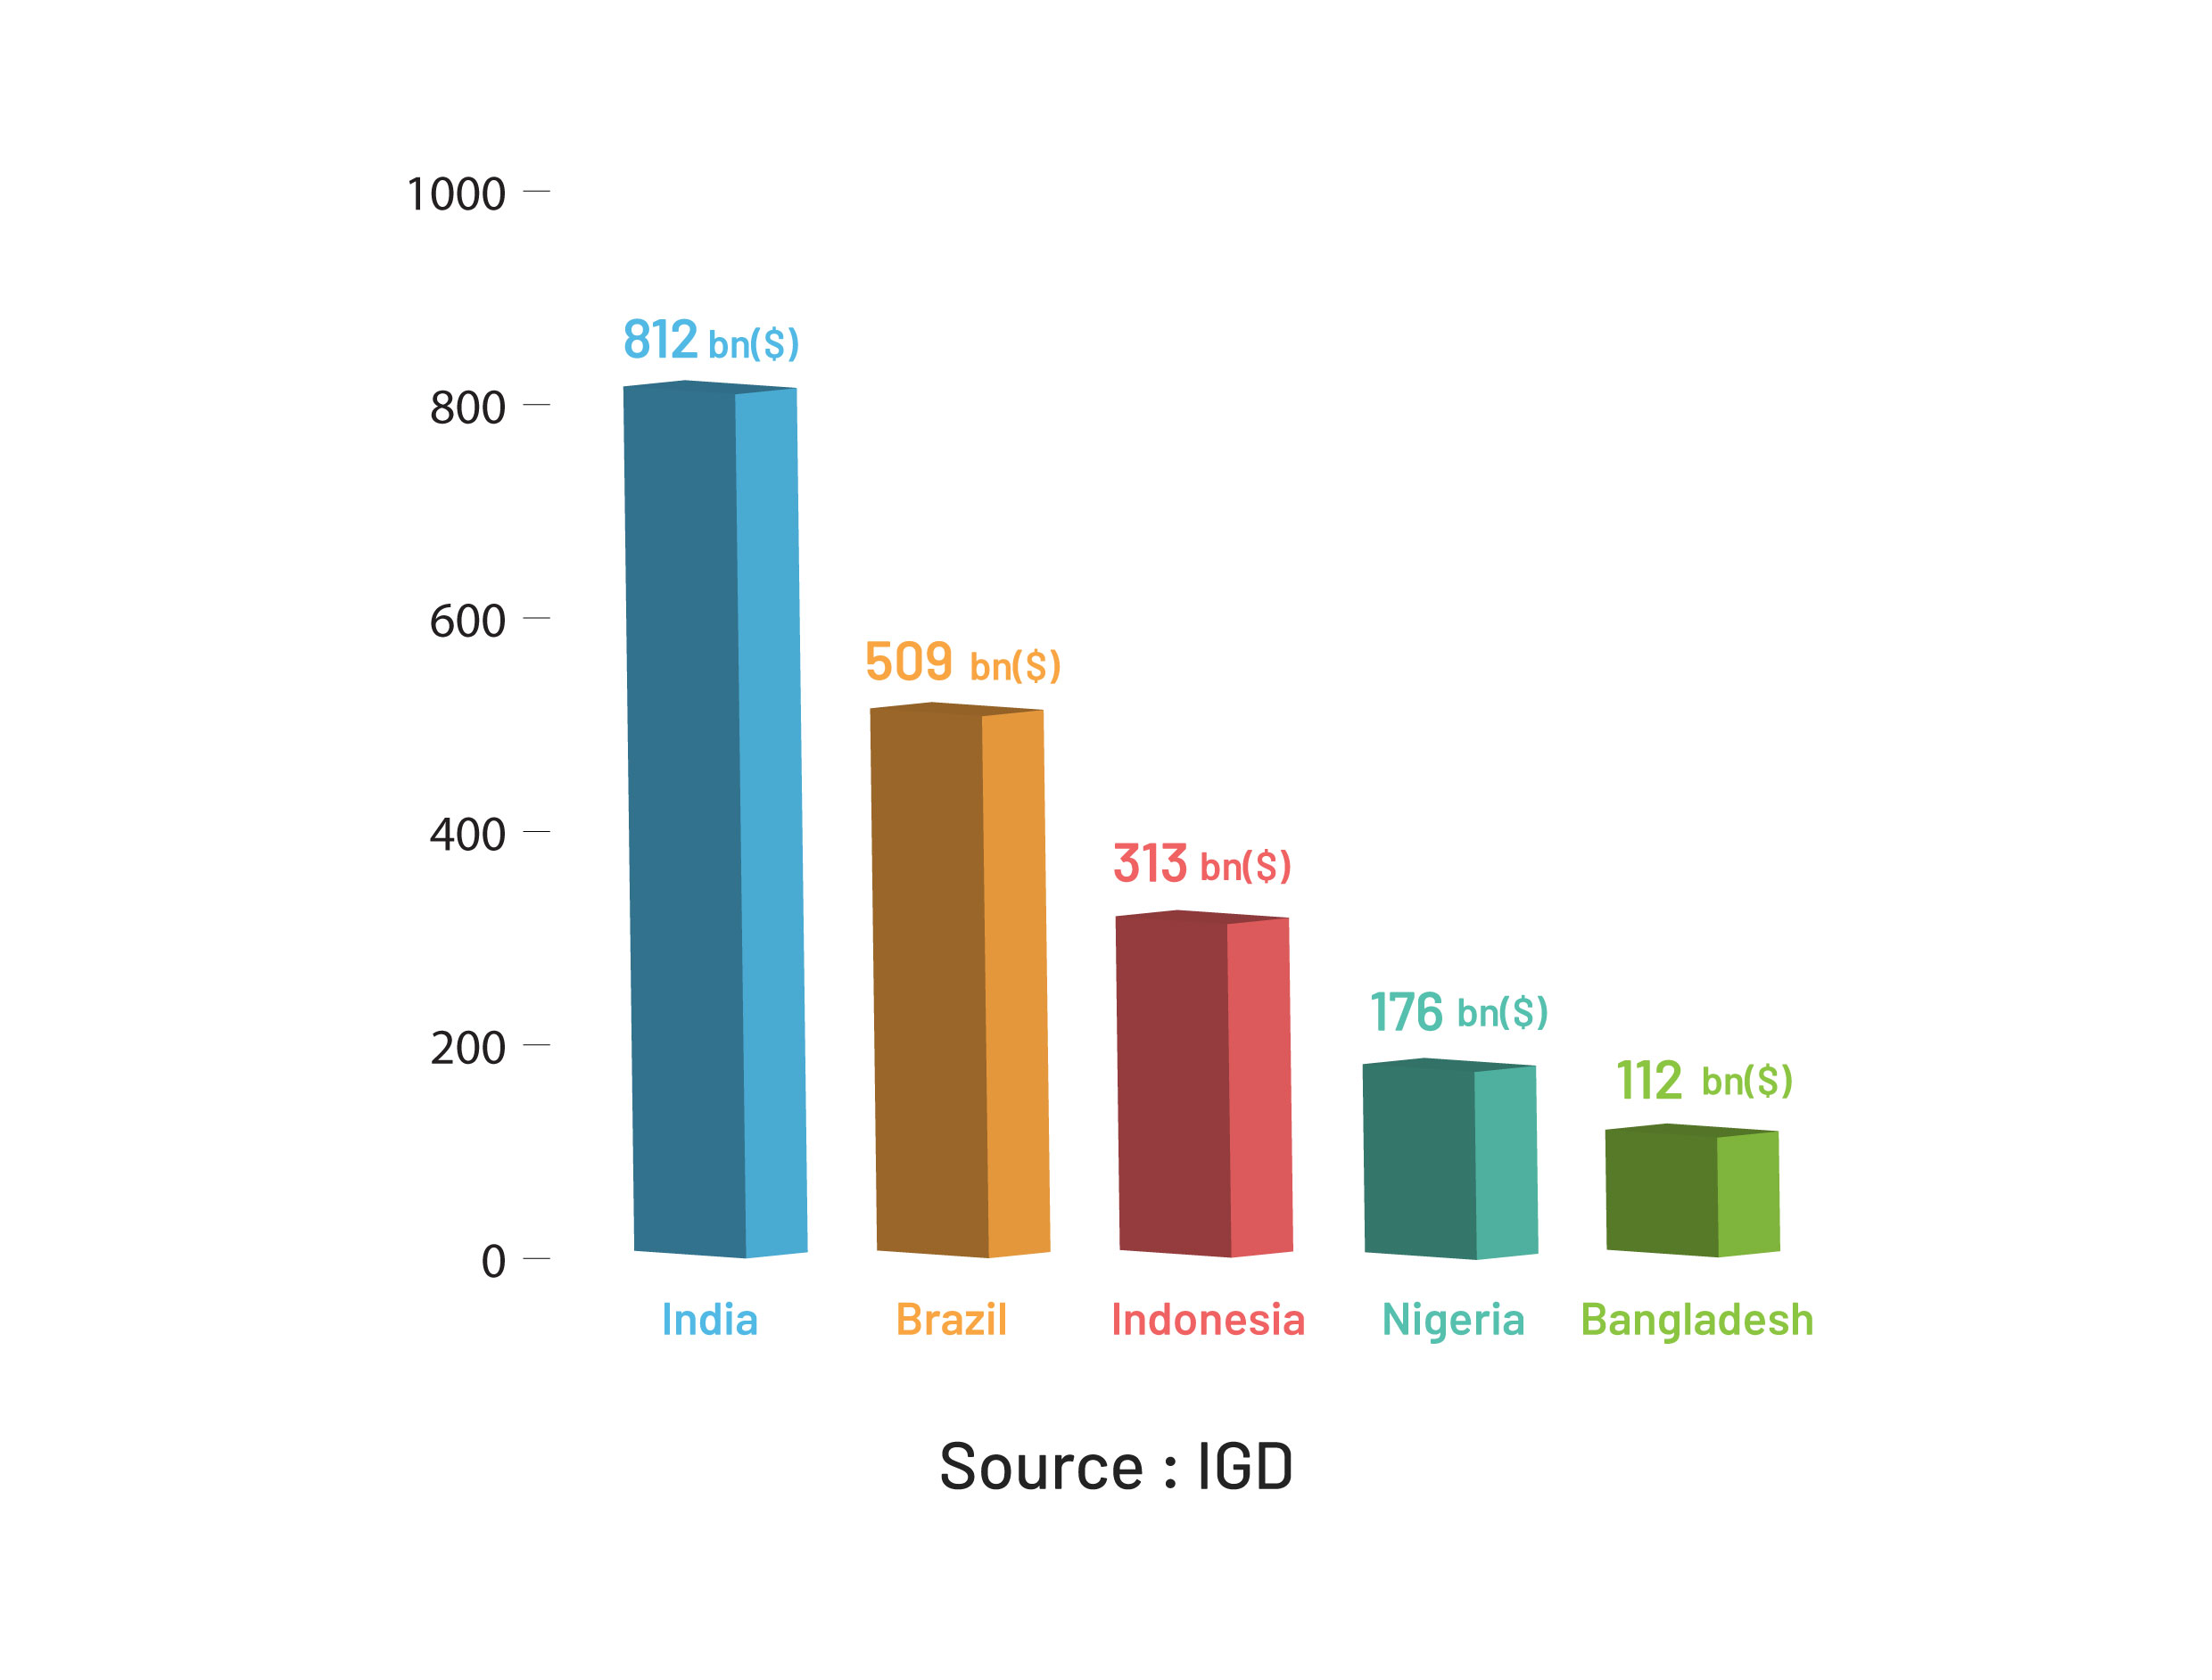 1000
812 bn($)
800
600
509 bn($)
400
313 bn($)
200
176 bn($)
112 bn($)
0
India Brazil Indonesia Nigeria Bangladesh
Source : IGD